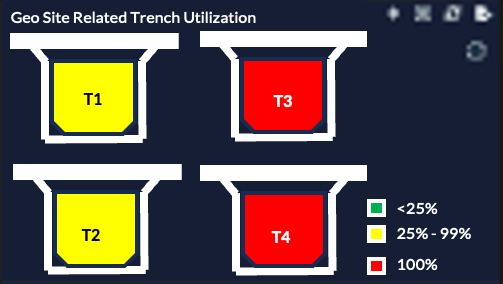 Geo Site Related Trench Utilization
T1
T3
T2
T4
<25%
25% - 99%
100%